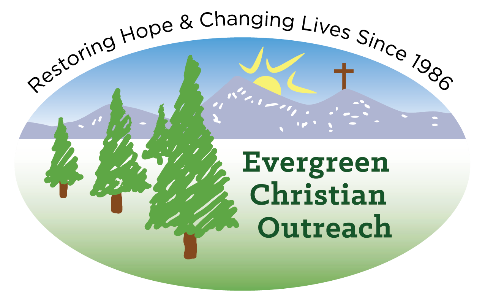 Restoring Hope & Changing Lives Since 1986
Evergreen
Christian
Outreach